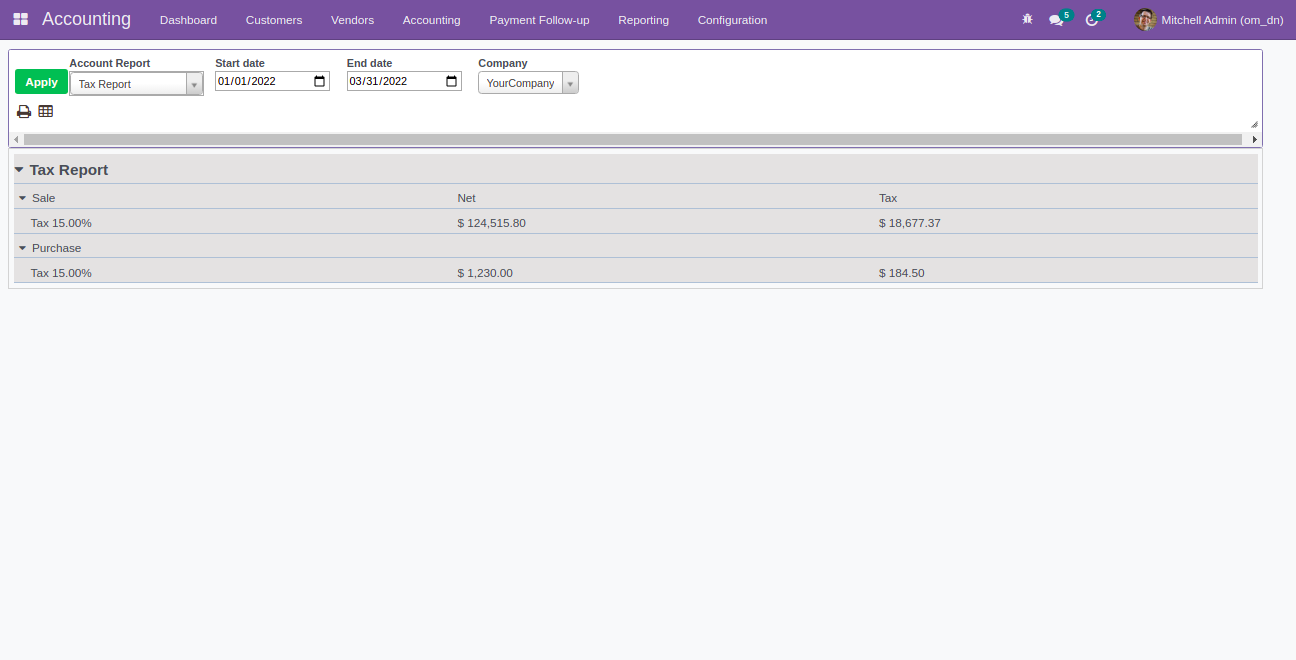 Accounting Dashboard Customers Vendors Accounting Payment Follow-up Reporting Configuration 5 2 Mitchell Admin (om_dn)
Account Report Start date End date Company
Apply Tax Report 01/01/2022 03/31/2022 YourCompany
Tax Report
Sale Net Tax
Tax 15.00% $ 124,515.80 $ 18,677.37
Purchase
Tax 15.00% $ 1,230.00 $ 184.50